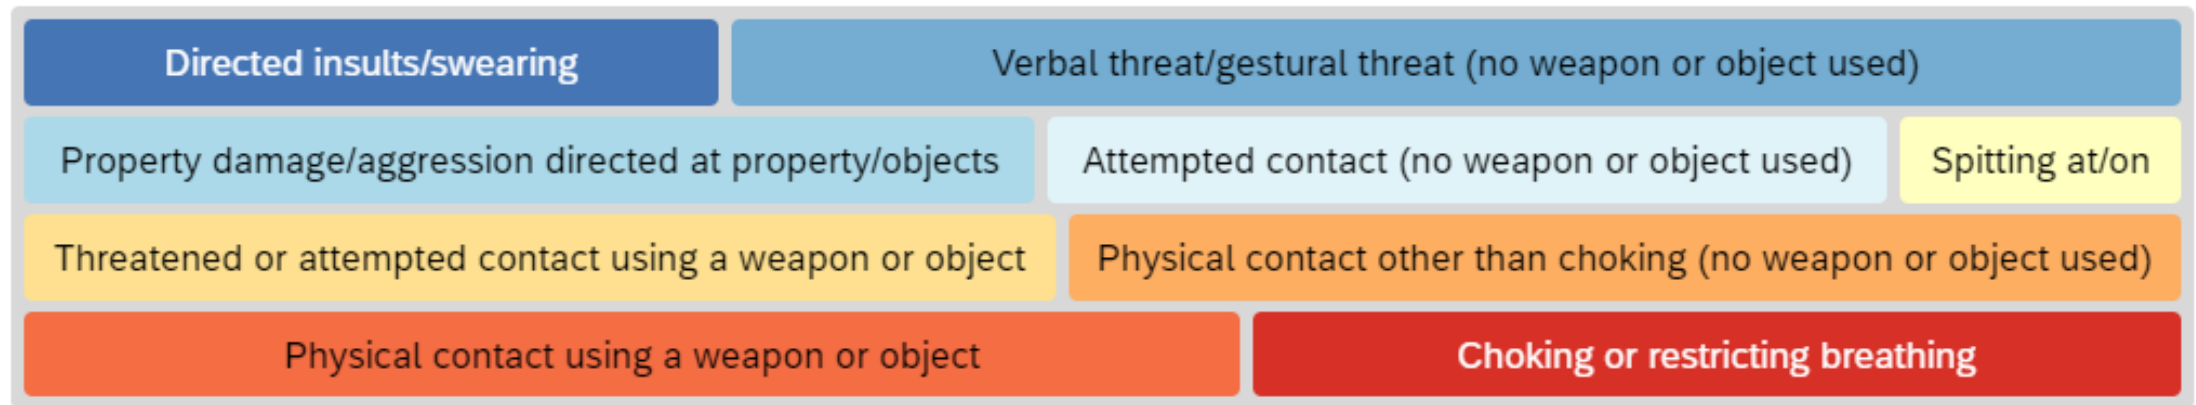 Directed insults/swearing
Verbal threat/gestural threat (no weapon or object used)
Property damage/aggression directed at property/objects
Attempted contact (no weapon or object used)
Spitting at/on
Threatened or attempted contact using a weapon or object
Physical contact other than choking (no weapon or object used)
Physical contact using a weapon or object
Choking or restricting breathing